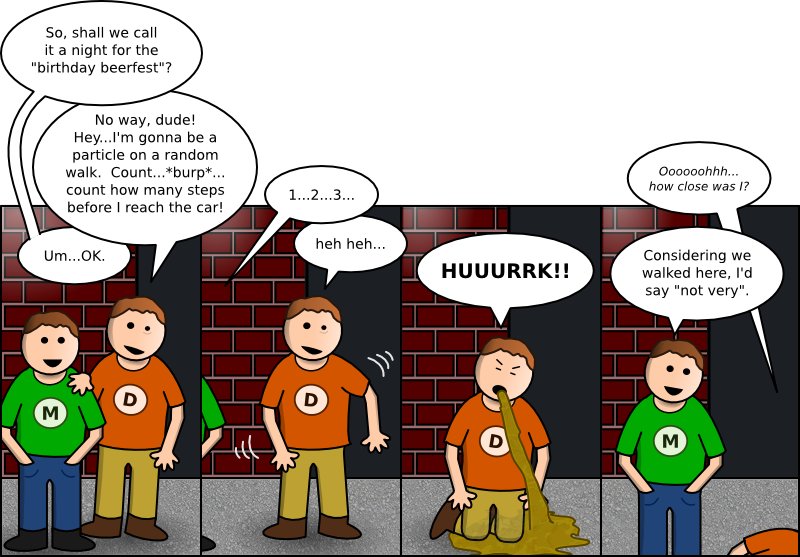 So, shall we call
it a night for the
"birthday beerfest"?
No way, dude!
Hey...I'm gonna be a
particle on a random
walk. Count...*burp*...
count how many steps
before I reach the car!
Um...OK.
M
D
1...2...3...
heh heh...
D
HUUURRK!!
D
Oooooohhh...
how close was I?
Considering we
walked here, I'd
say "not very".
M